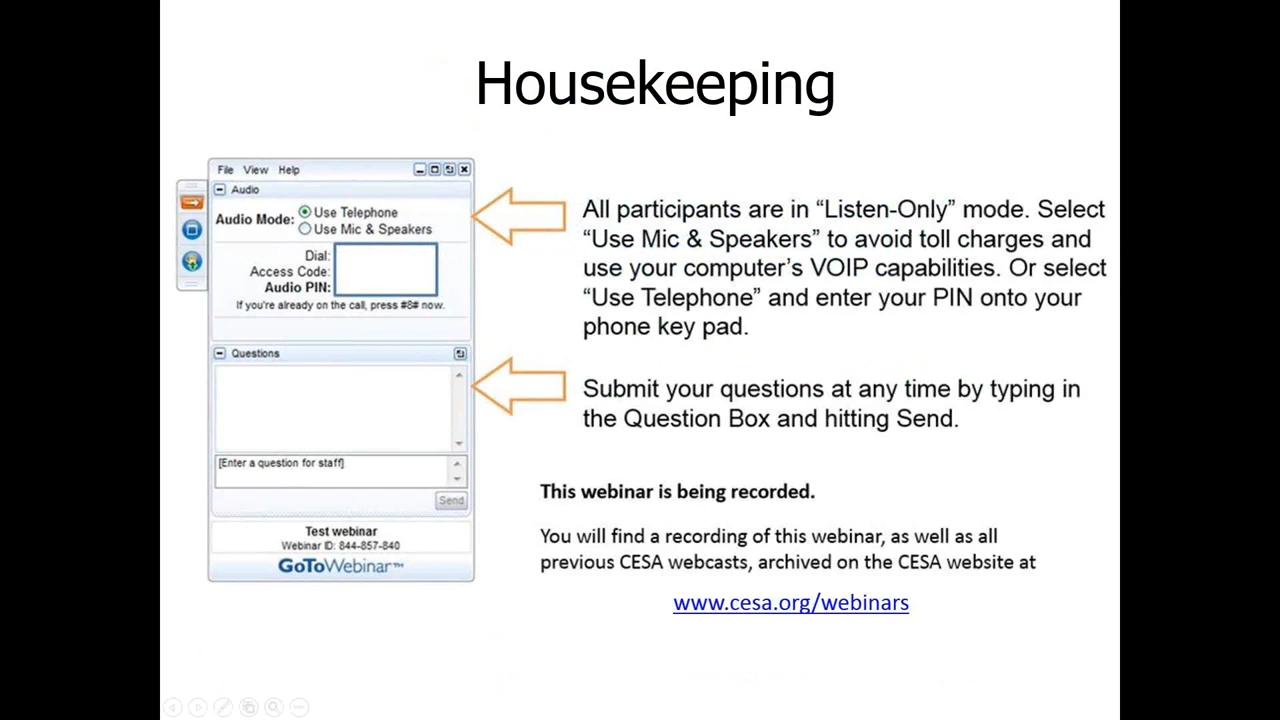 Housekeeping
File View Help
Audio
Audio Mode: Use Telephone
Use Mic & Speakers
Dial:
Access Code:
Audio PIN:
If you're already on the call, press #8# now.
Questions
[Enter a question for staff]
Send
Test webinar
Webinar ID: 844-857-840
GoToWebinar™
All participants are in “Listen-Only” mode. Select
“Use Mic & Speakers” to avoid toll charges and
use your computer’s VOIP capabilities. Or select
“Use Telephone” and enter your PIN onto your
phone key pad.
Submit your questions at any time by typing in
the Question Box and hitting Send.
This webinar is being recorded.
You will find a recording of this webinar, as well as all
previous CESA webcasts, archived on the CESA website at
www.cesa.org/webinars